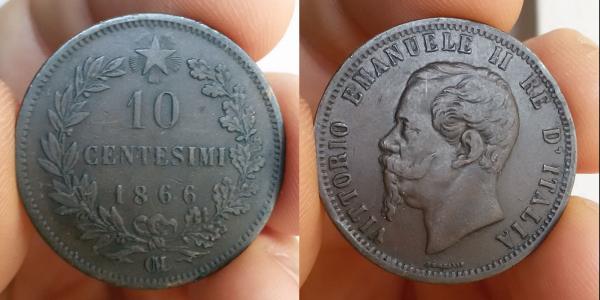 10
CENTESIMI
1866
OM
VITTORIO EMANUELE II RE D'ITALIA